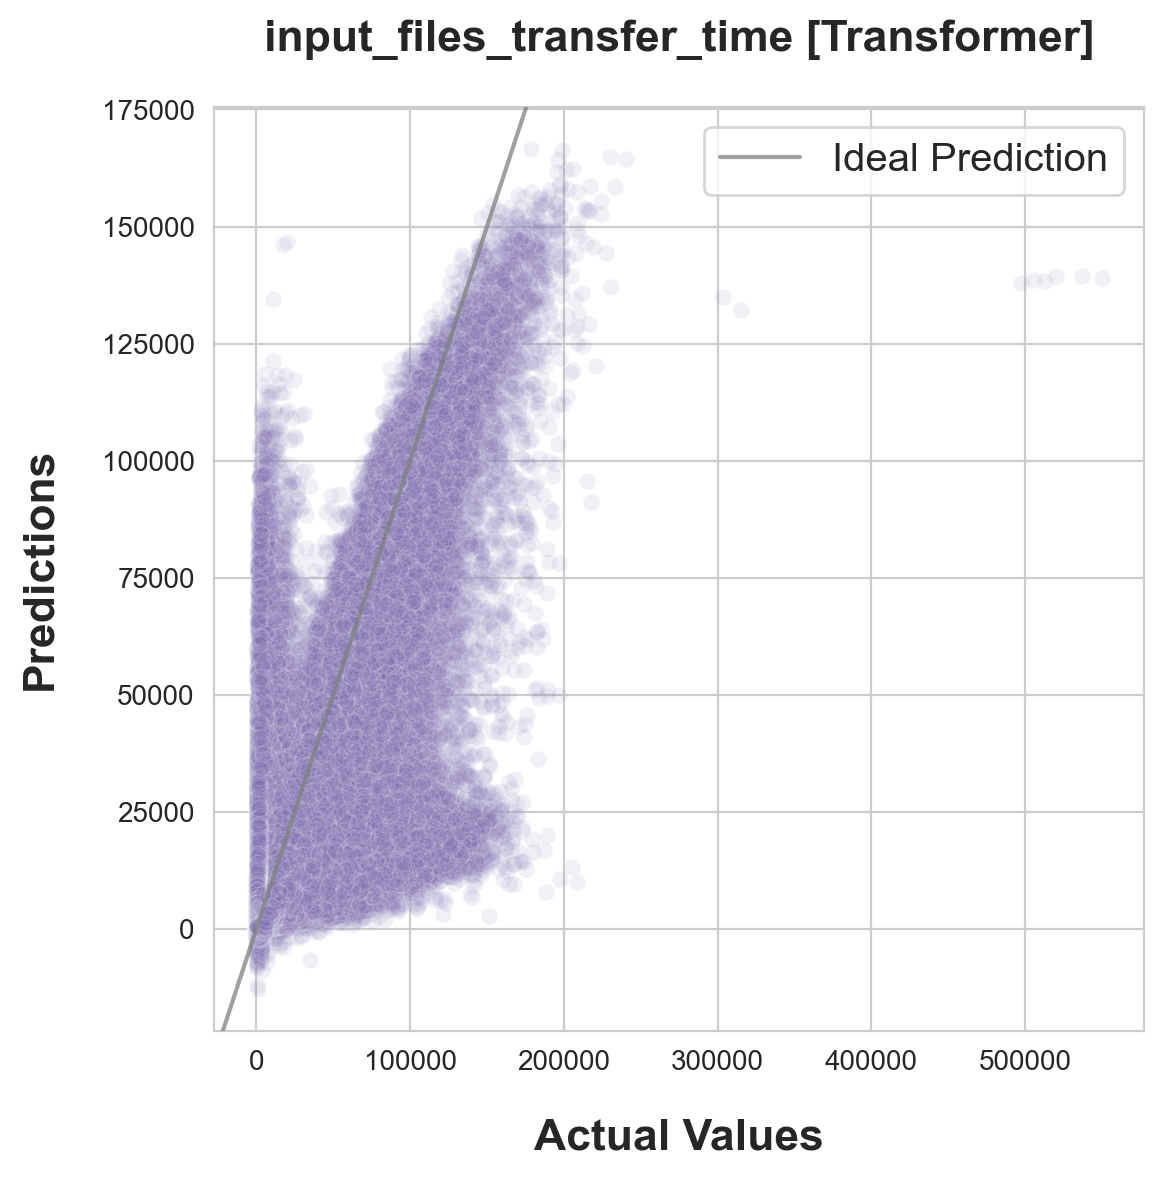 input_files_transfer_time [Transformer]
Ideal Prediction
175000
150000
125000
100000
75000
50000
25000
0
Predictions
0 100000 200000 300000 400000 500000
Actual Values